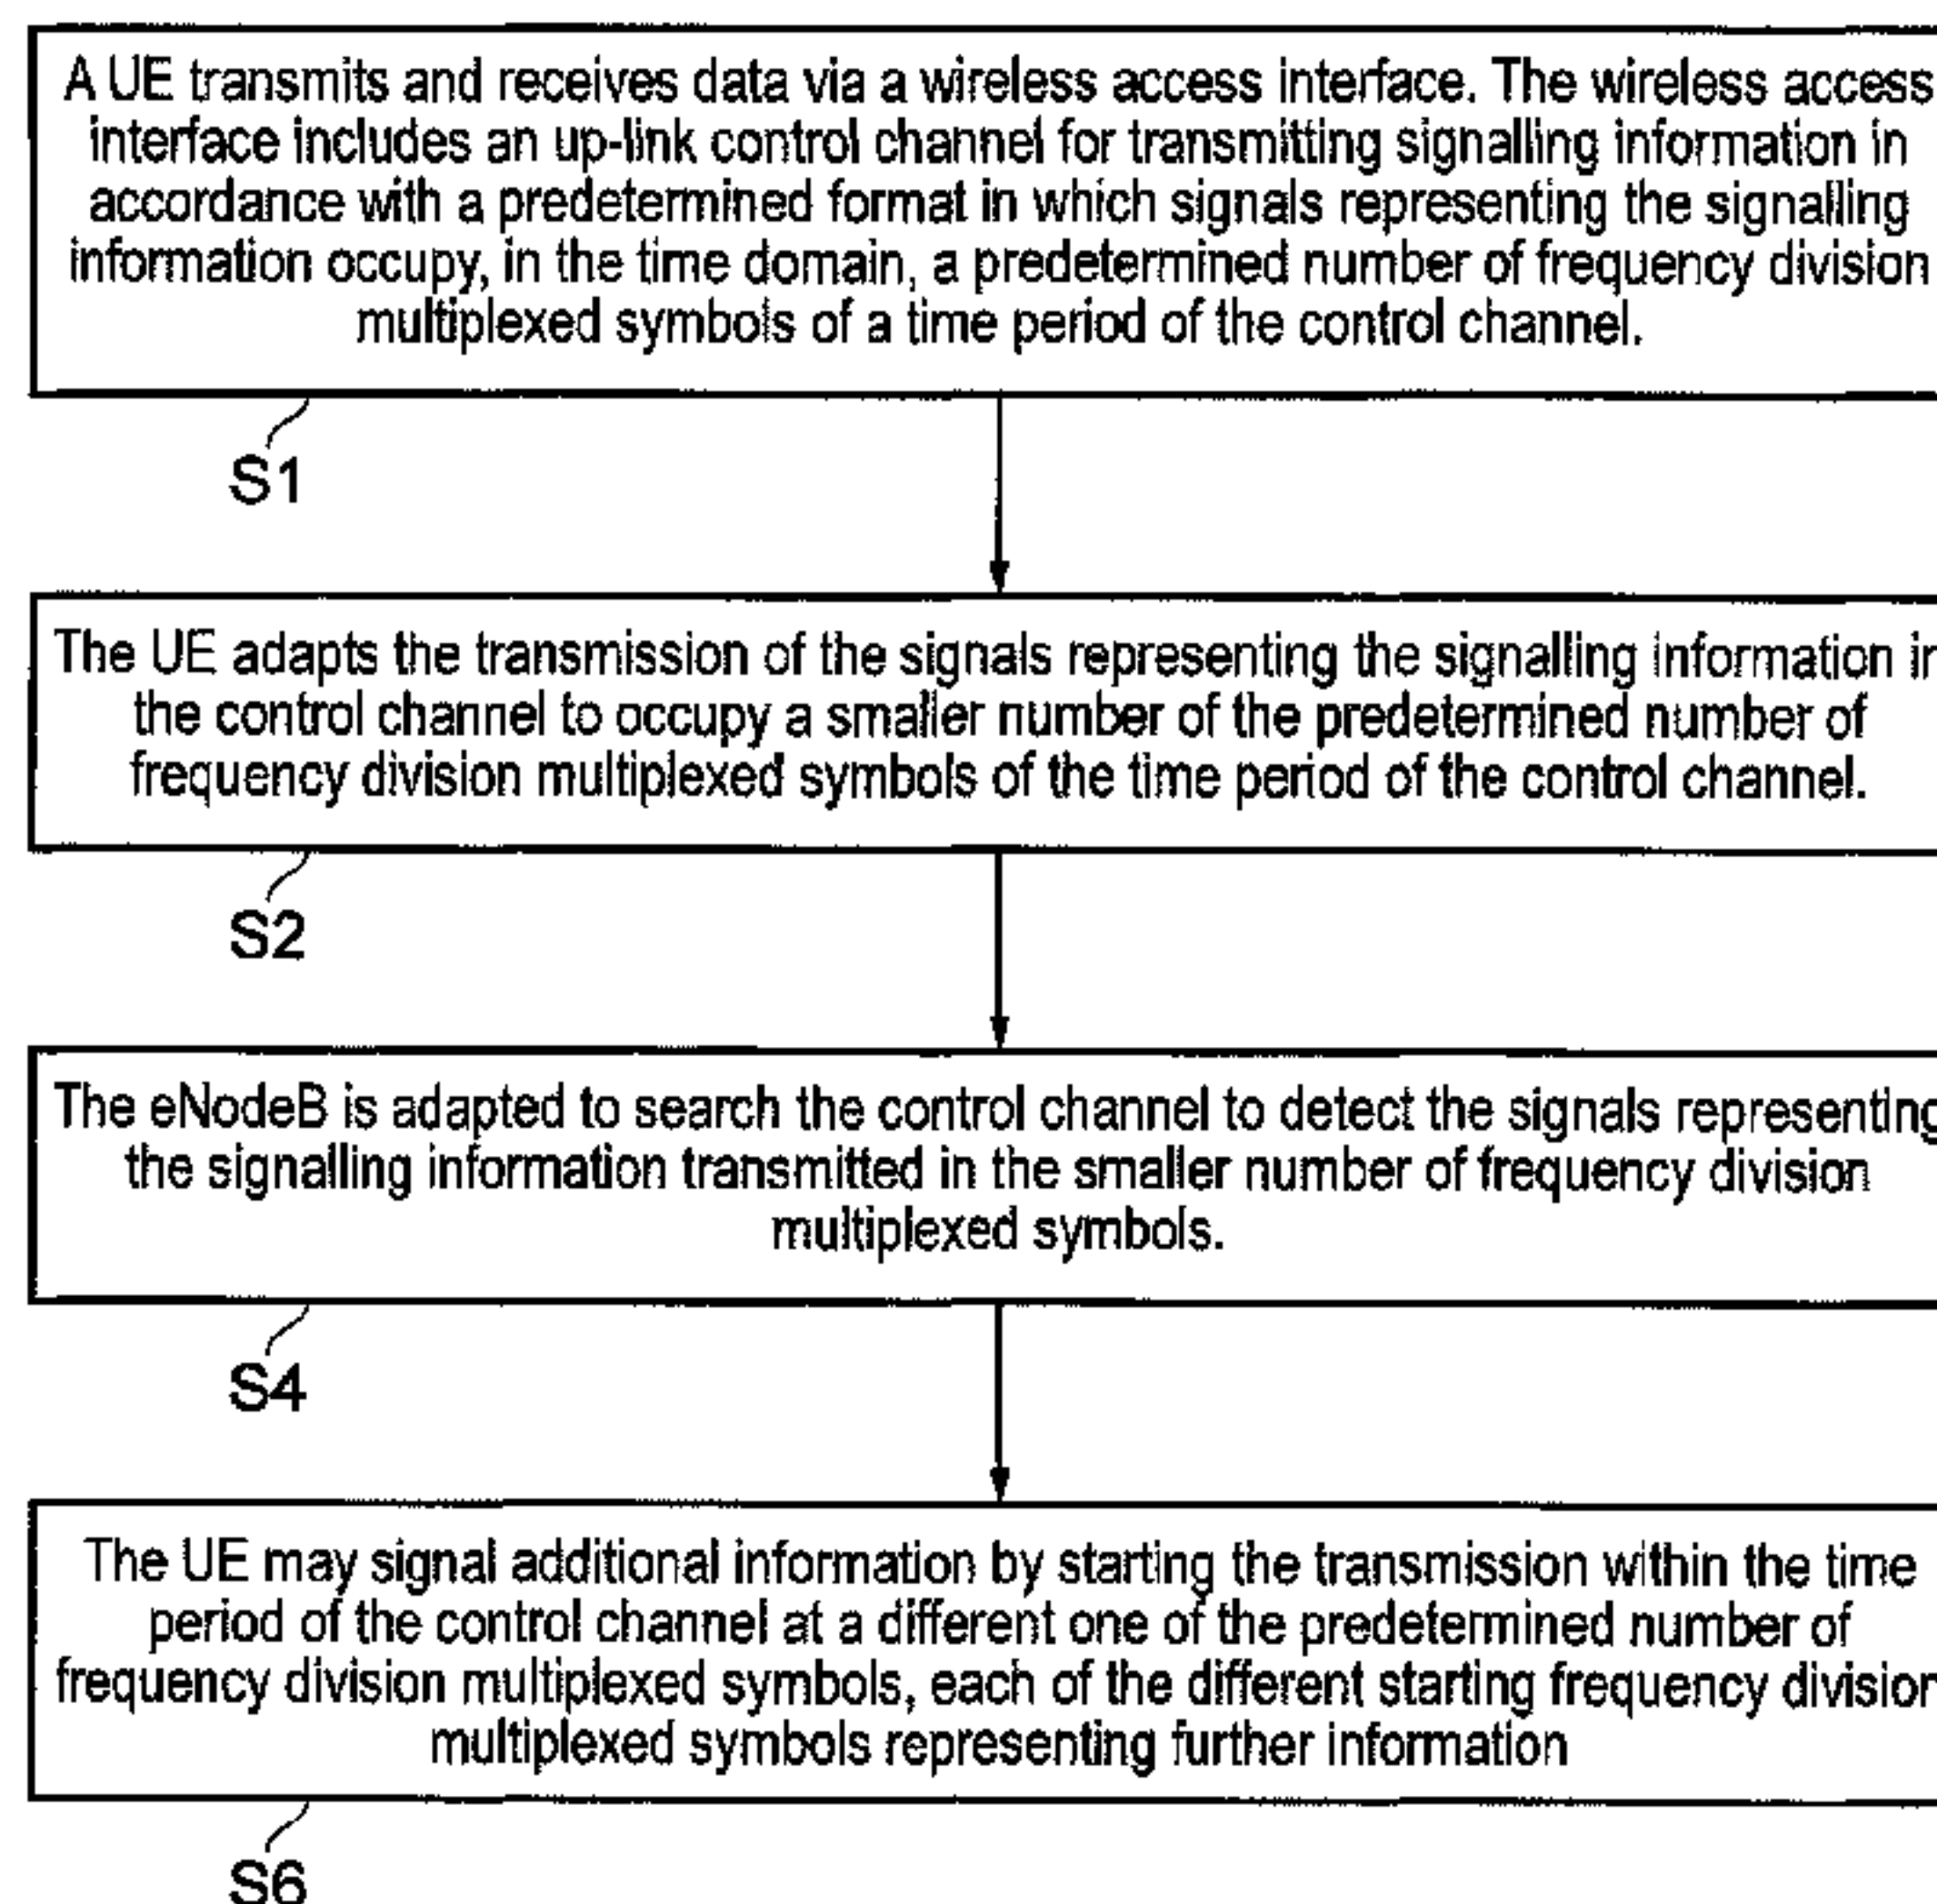 A UE transmits and receives data via a wireless access interface. The wireless access
interface includes an up-link control channel for transmitting signalling information in
accordance with a predetermined format in which signals representing the signalling
information occupy, in the time domain, a predetermined number of frequency division
multiplexed symbols of a time period of the control channel.
S1
The UE adapts the transmission of the signals representing the signalling information in
the control channel to occupy a smaller number of the predetermined number of
frequency division multiplexed symbols of the time period of the control channel.
S2
The eNodeB is adapted to search the control channel to detect the signals representing
the signalling information transmitted in the smaller number of frequency division
multiplexed symbols.
S4
The UE may signal additional information by starting the transmission within the time
period of the control channel at a different one of the predetermined number of
frequency division multiplexed symbols, each of the different starting frequency division
multiplexed symbols representing further information
S6